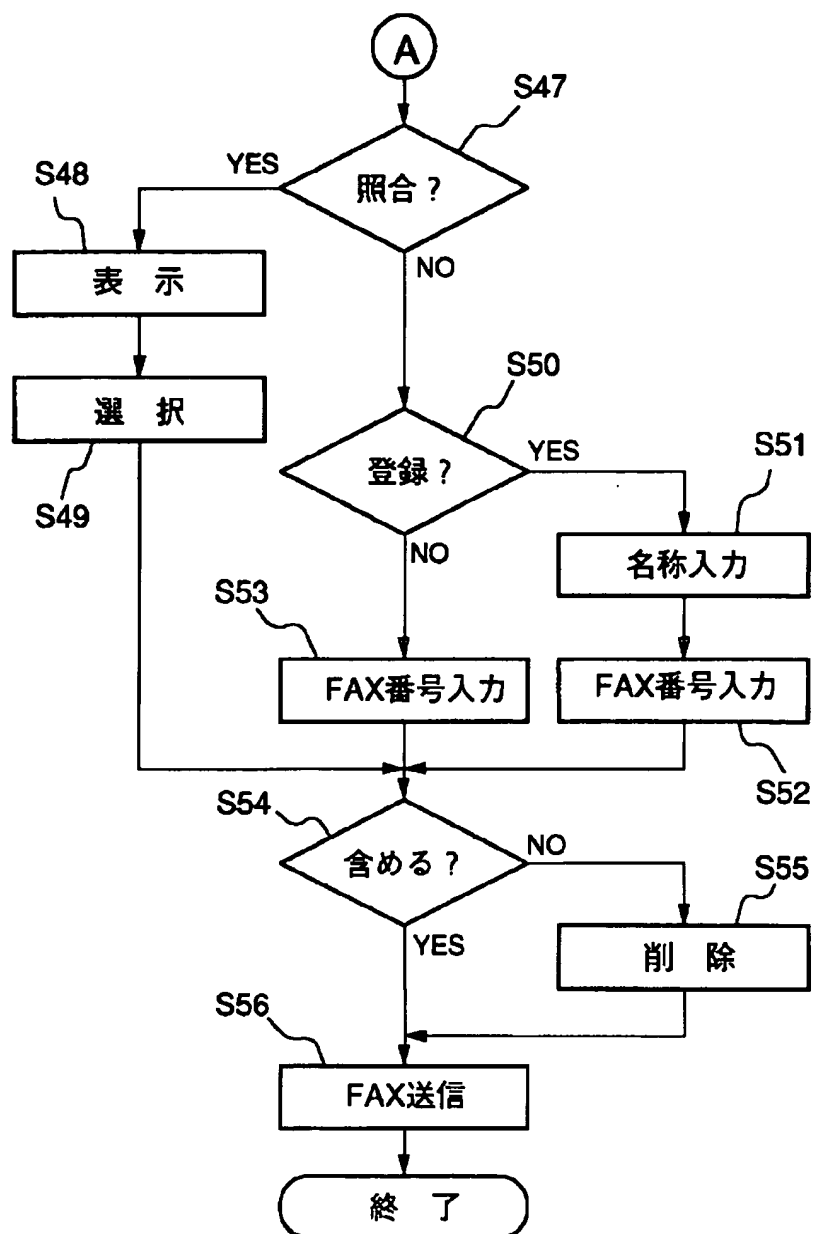 A
S47
照合?
YES
NO
S48
表 示
選 択
S49
S50
登録?
YES
NO
S51
名称入力
FAX番号入力
S52
S53
FAX番号入力
S54
含める?
NO
YES
S55
削 除
S56
FAX送信
終 了